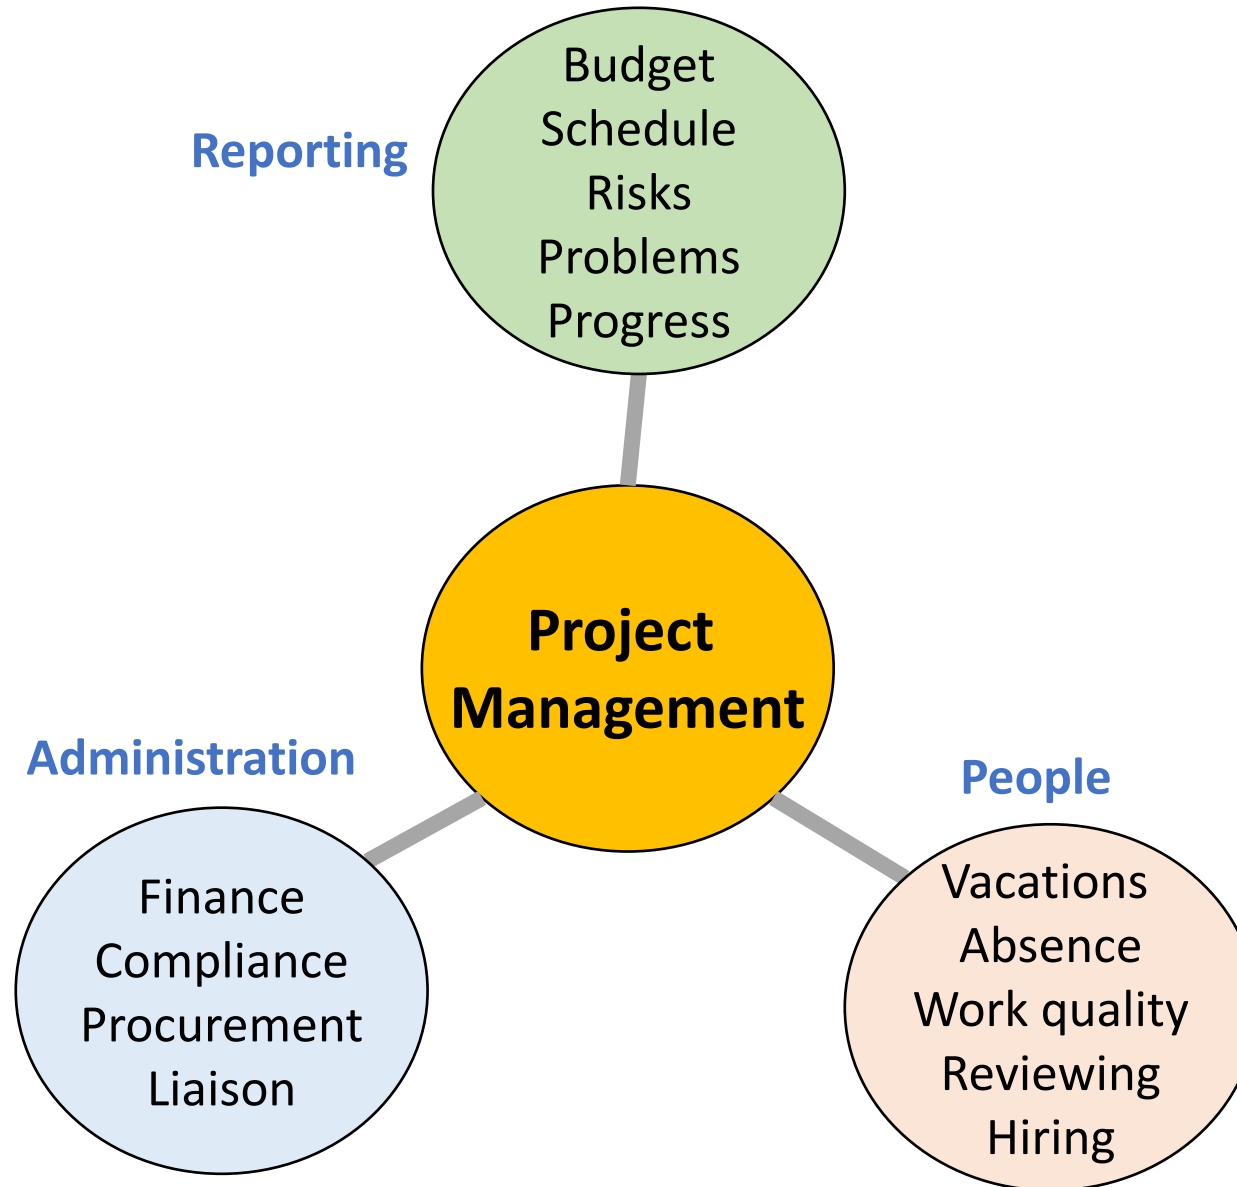 Reporting
Budget
Schedule
Risks
Problems
Progress
Project
Management
Administration
Finance
Compliance
Procurement
Liaison
People
Vacations
Absence
Work quality
Reviewing
Hiring